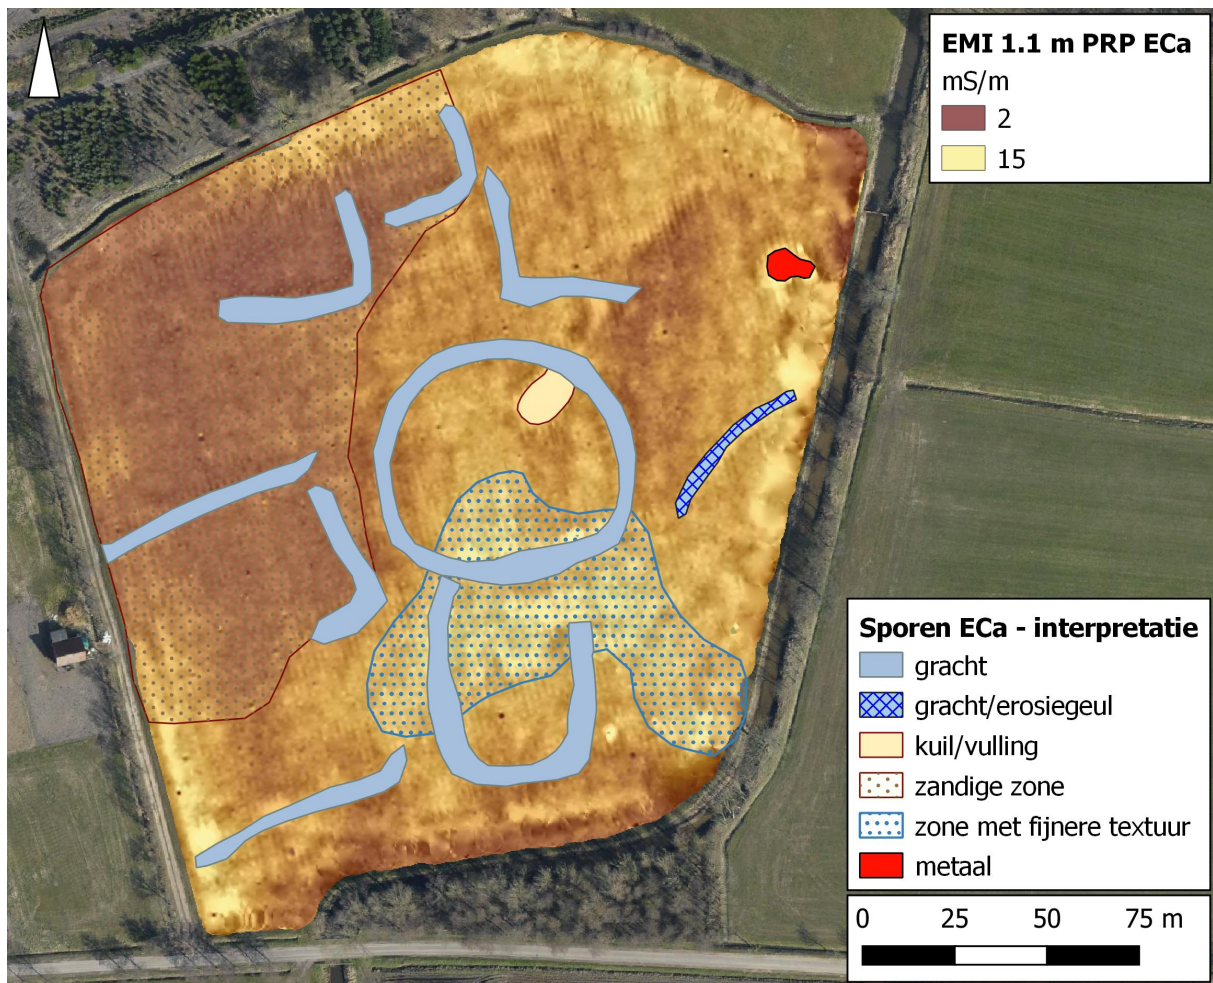 EMI 1.1 m PRP ECa
mS/m
2
15
Sporen ECa - interpretatie
gracht
gracht/erosiegeul
kuil/vulling
zandige zone
zone met fijnere textuur
metaal
0 25 50 75 m